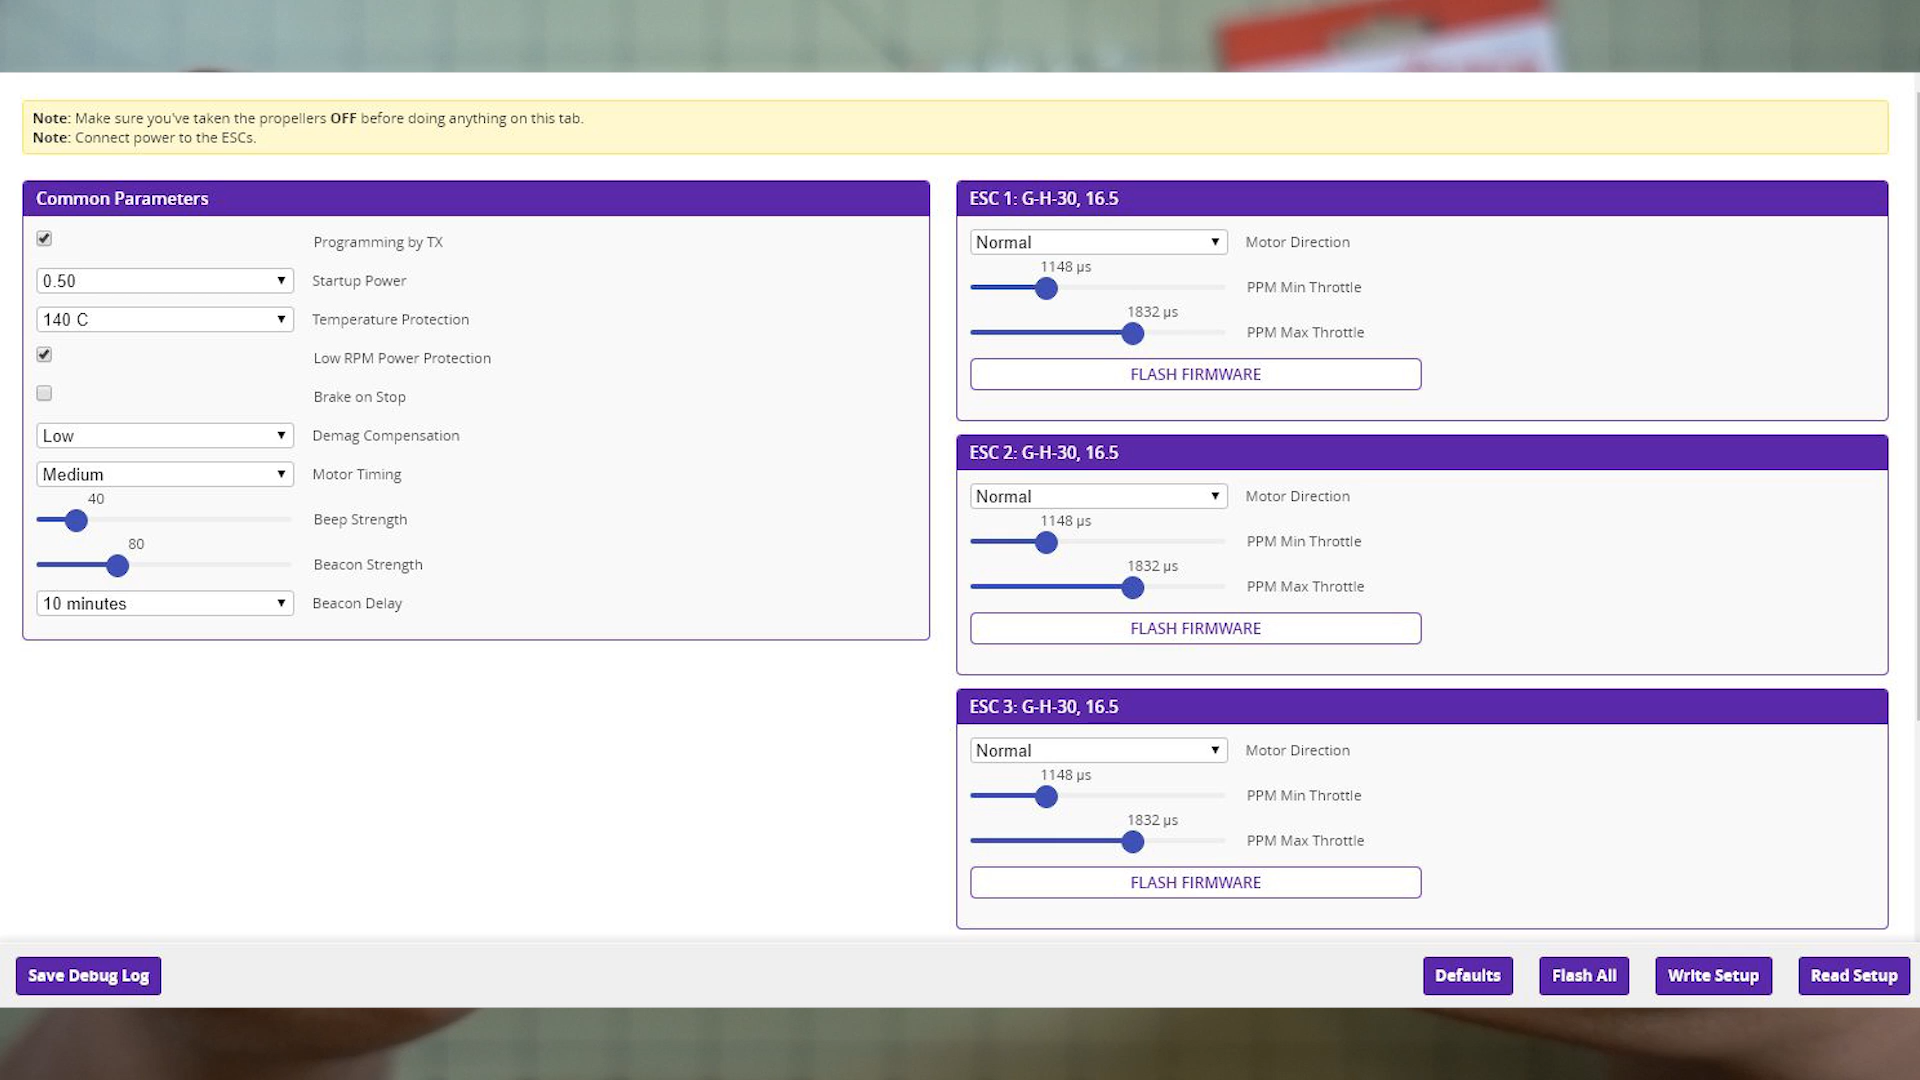 Note: Make sure you've taken the propellers OFF before doing anything on this tab.
Note: Connect power to the ESCs.
Common Parameters
Programming by TX
0.50 Startup Power
140 C Temperature Protection
Low RPM Power Protection
Brake on Stop
Low Demag Compensation
Medium Motor Timing
40
Beep Strength
80
Beacon Strength
10 minutes Beacon Delay
ESC 1: G-H-30, 16.5
Normal Motor Direction
1148 µs
PPM Min Throttle
1832 µs
PPM Max Throttle
FLASH FIRMWARE
ESC 2: G-H-30, 16.5
Normal Motor Direction
1148 µs
PPM Min Throttle
1832 µs
PPM Max Throttle
FLASH FIRMWARE
ESC 3: G-H-30, 16.5
Normal Motor Direction
1148 µs
PPM Min Throttle
1832 µs
PPM Max Throttle
FLASH FIRMWARE
Save Debug Log Defaults Flash All Write Setup Read Setup